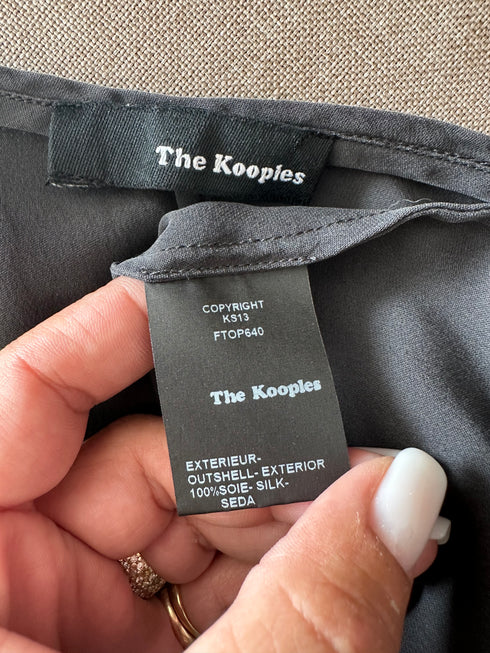 The Kooples
COPYRIGHT
KS13
FTOP640
The Kooples
EXTERIEUR-
OUTSHELL- EXTERIOR
100%SOIE- SILK-
SEDA